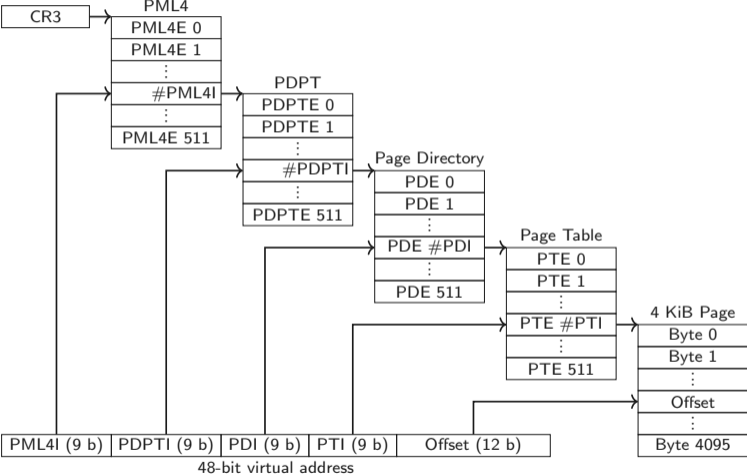 CR3
PML4
PML4E 0
PML4E 1
⋮
#PML4I
⋮
PML4E 511
PDPT
PDPTE 0
PDPTE 1
⋮
#PDPTI
⋮
PDPTE 511
Page Directory
PDE 0
PDE 1
⋮
PDE #PDI
⋮
PDE 511
Page Table
PTE 0
PTE 1
⋮
PTE #PTI
⋮
PTE 511
4 KiB Page
Byte 0
Byte 1
⋮
Offset
⋮
Byte 4095
PML4I (9 b) PDPTI (9 b) PDI (9 b) PTI (9 b) Offset (12 b)
48-bit virtual address